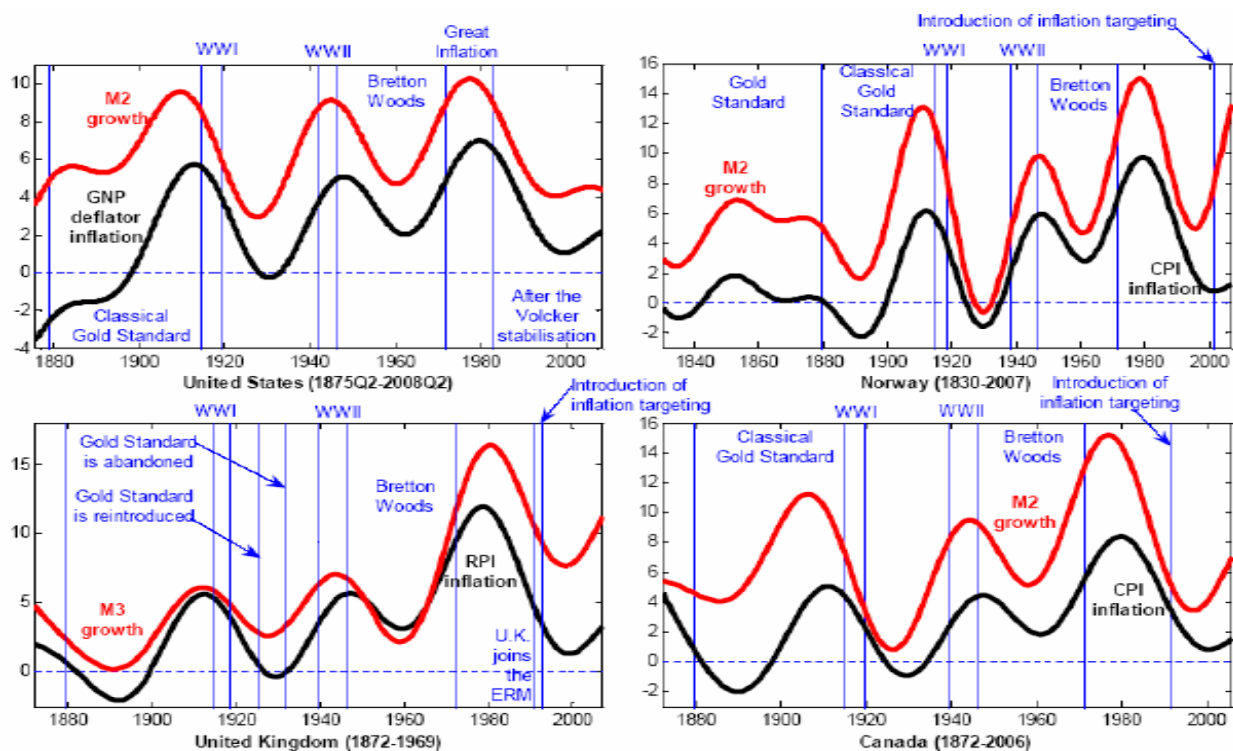 WWI
WWII
Great
Inflation
Bretton
Woods
M2
growth
GNP
deflator
inflation
Classical
Gold Standard
After the
Volcker
stabilisation
10
8
6
4
2
0
-2
-4
1880
1900
1920
1940
1960
1980
2000
United States (1875Q2-2008Q2)
Introduction of inflation targeting
WWI
WWII
Gold
Standard
Classical
Gold
Standard
Bretton
Woods
M2
growth
CPI
inflation
16
14
12
10
8
6
4
2
0
-2
1840
1860
1880
1900
1920
1940
1960
1980
2000
Norway (1830-2007)
Introduction of
inflation targeting
WWI
WWII
Gold Standard
is abandoned
Gold Standard
is reintroduced
Bretton
Woods
RPI
inflation
M3
growth
U.K.
joins
the
ERM
15
10
5
0
1880
1900
1920
1940
1960
1980
2000
United Kingdom (1872-1969)
Introduction of
inflation targeting
WWI
WWII
Classical
Gold Standard
Bretton
Woods
M2
growth
CPI
inflation
16
14
12
10
8
6
4
2
0
-2
1880
1900
1920
1940
1960
1980
2000
Canada (1872-2006)